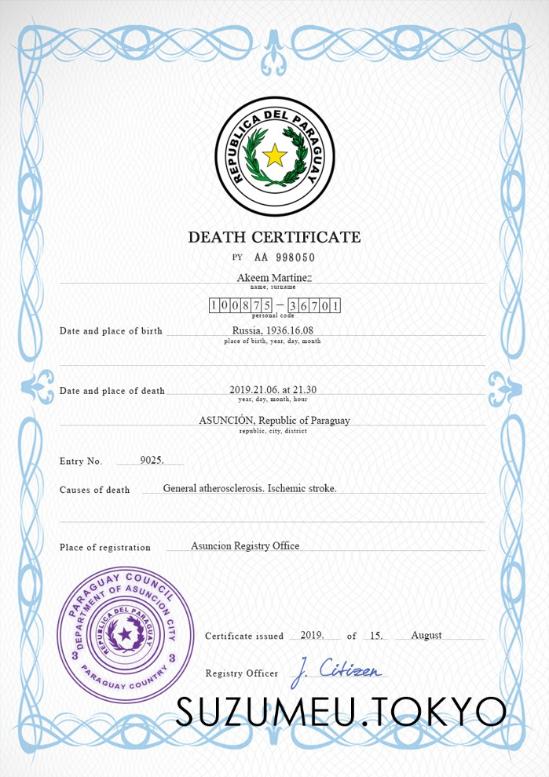 REPUBLICA DEL PARAGUAY
DEATH CERTIFICATE
PY AA 998050
Akeem Martinez
name, surname
100875-36701
personal code
Date and place of birth Russia, 1936.16.08
place of birth, year, day, month
Date and place of death 2019.21.06. at 21.30
year, day, month, hour
ASUNCIÓN, Republic of Paraguay
republic, city, district
Entry No. 9025.
Causes of death General atherosclerosis. Ischemic stroke.
Place of registration Asuncion Registry Office
PARAGUAY COUNCIL
DEPARTMENT OF ASUNCION CITY
REPUBLICA DEL PARAGUAY
3 3
PARAGUAY COUNTRY
Certificate issued 2019. of 15. August
Registry Officer J. Citizen
SUZUMEU.TOKYO